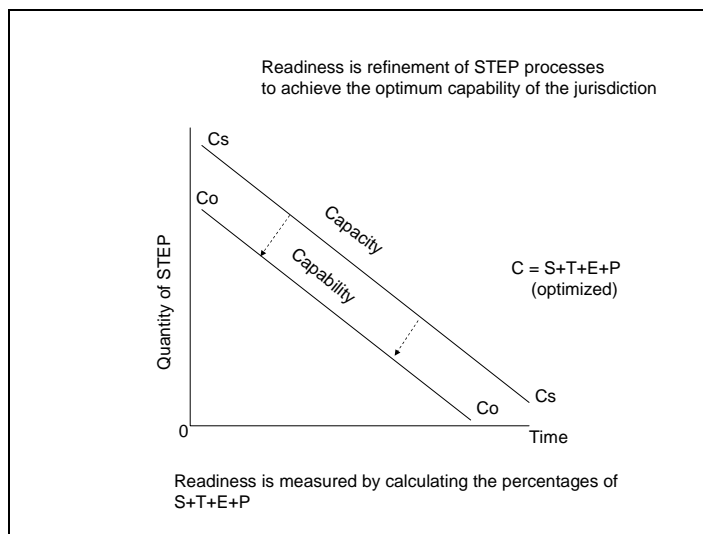 Readiness is refinement of STEP processes
to achieve the optimum capability of the jurisdiction
Cs
Co
Capacity
Capability
Quantity of STEP
C = S+T+E+P
(optimized)
Cs
Co
0
Time
Readiness is measured by calculating the percentages of
S+T+E+P